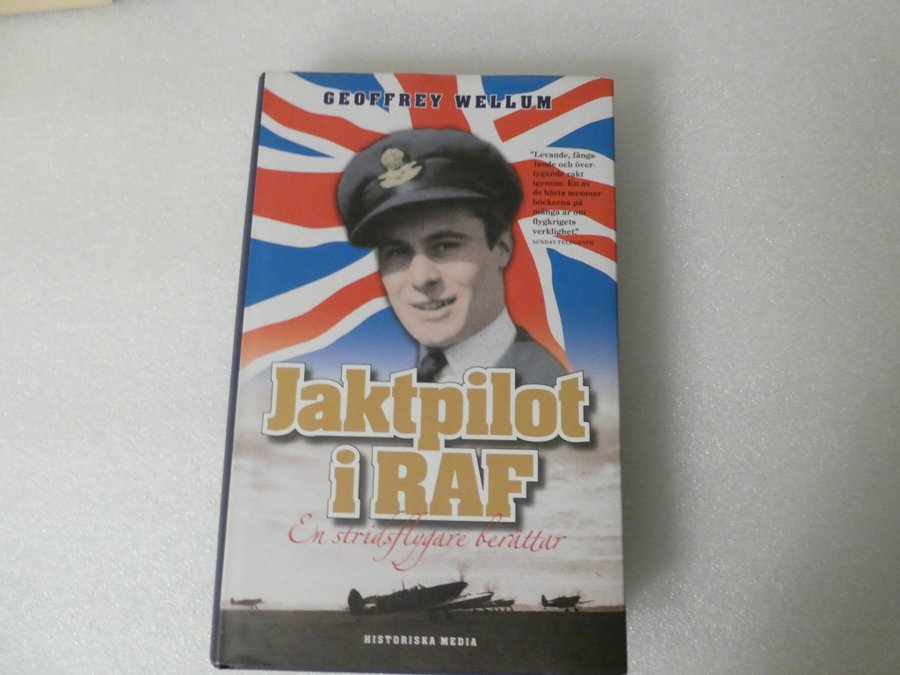 GEOFFREY WELLUM
"Levande, fängs-
lande och över-
tygande rakt
igenom. En av
de bästa memoar-
böckerna på
många år om
flygkrigets
verklighet."
SUNDAY TELEGRAPH
Jaktpilot
i RAF
En stridsflygare berättar
HISTORISKA MEDIA